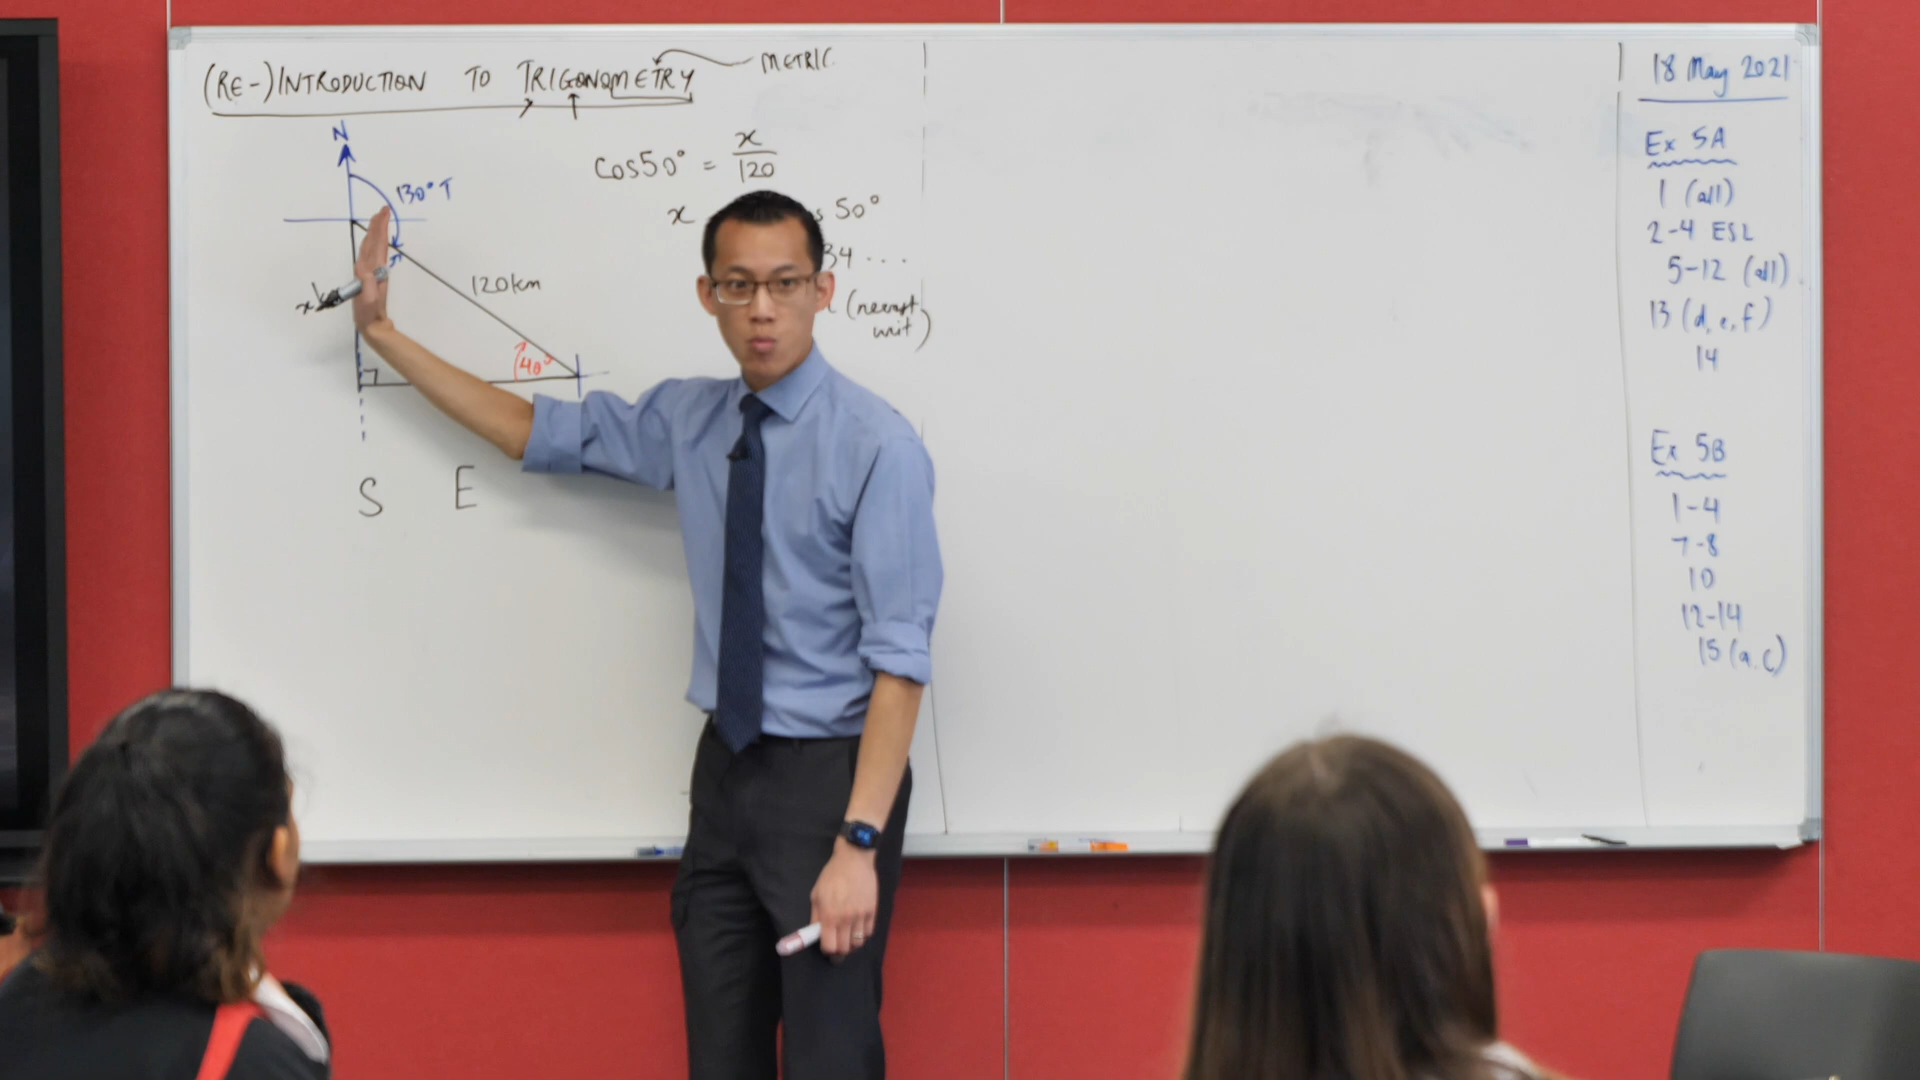 (RE-)INTRODUCTION TO TRIGONOMETRY
METRIC
N
130°T
120km
x
40°
S E
cos50° = x/120
x
50°
34 ...
(nearest
unit)
18 May 2021
Ex 5A
1 (all)
2-4 ESL
5-12 (all)
13 (d, e, f)
14
Ex 5B
1-4
7-8
10
12-14
15 (a, c)